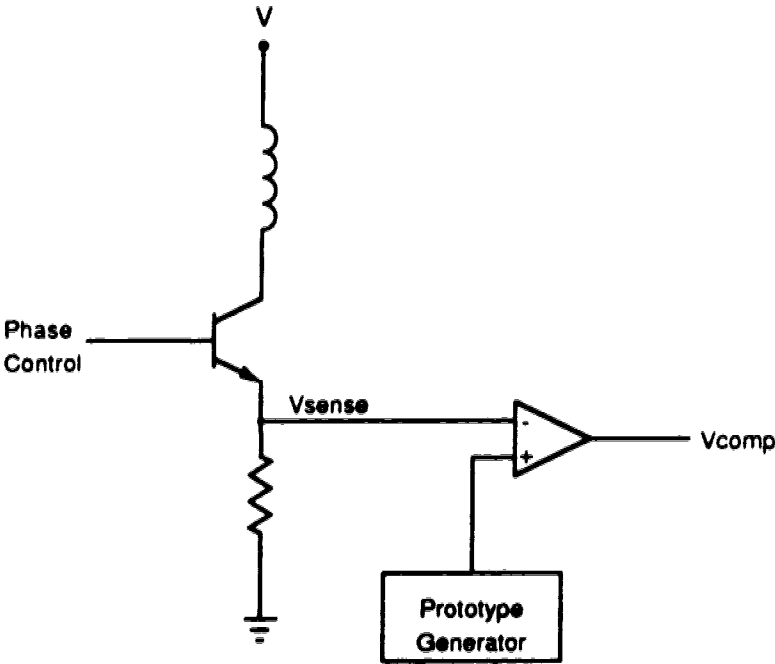 V
Phase
Control
Vsense
-
+
Vcomp
Prototype
Generator